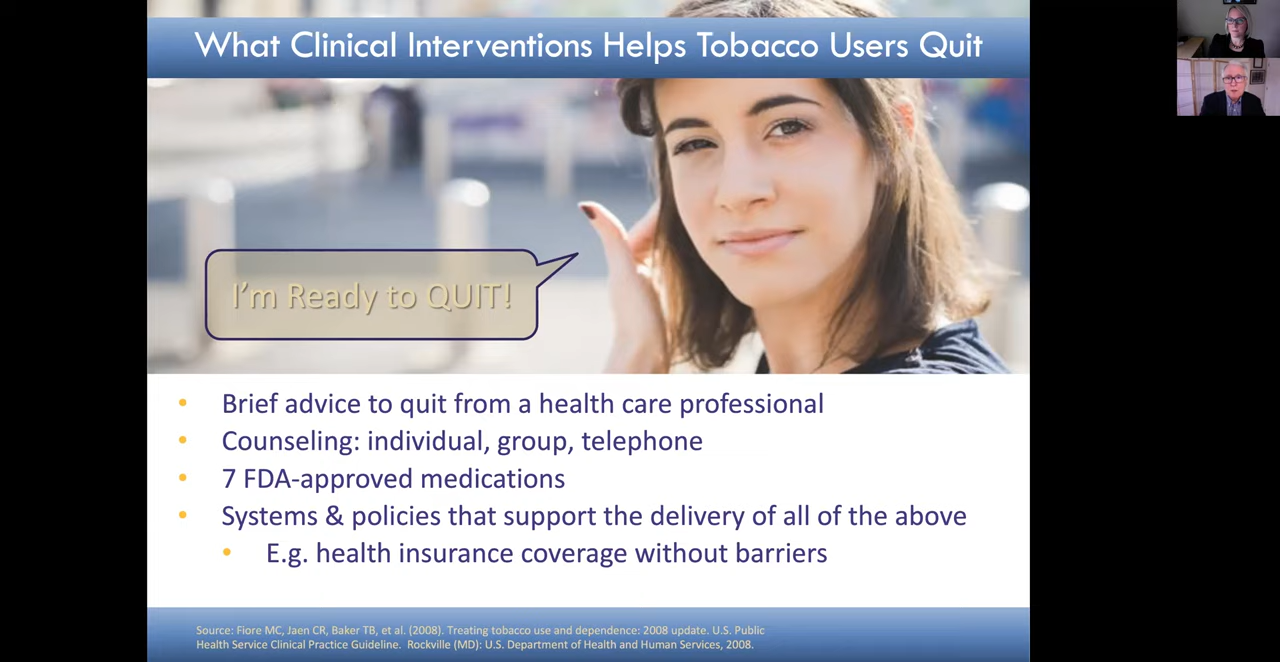 What Clinical Interventions Helps Tobacco Users Quit
I'm Ready to QUIT!
• Brief advice to quit from a health care professional
• Counseling: individual, group, telephone
• 7 FDA-approved medications
• Systems & policies that support the delivery of all of the above
• E.g. health insurance coverage without barriers
Source: Fiore MC, Jaen CR, Baker TB, et al. (2008). Treating tobacco use and dependence: 2008 update. U.S. Public
Health Service Clinical Practice Guideline. Rockville (MD): U.S. Department of Health and Human Services, 2008.